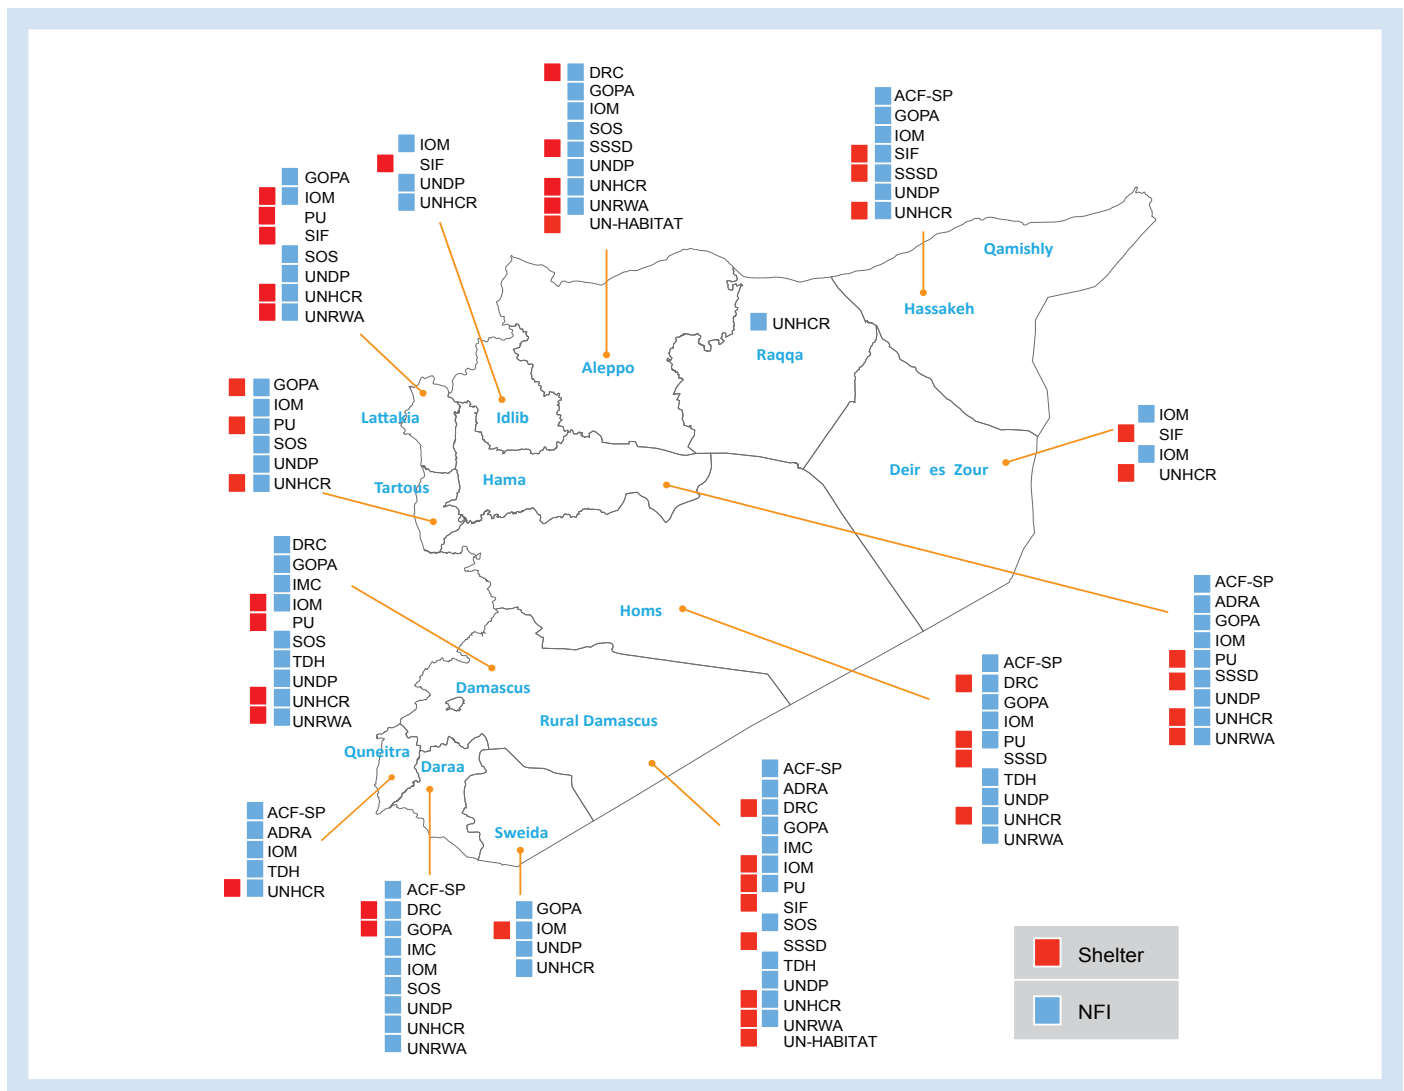 DRC
GOPA
IOM
SOS
SSSD
UNDP
UNHCR
UNRWA
UN-HABITAT
ACF-SP
GOPA
IOM
SIF
SSSD
UNDP
UNHCR
IOM
SIF
UNDP
UNHCR
GOPA
IOM
PU
SIF
SOS
UNDP
UNHCR
UNRWA
Qamishly
Hassakeh
UNHCR
Raqqa
Aleppo
Lattakia
Idlib
GOPA
IOM
PU
SOS
UNDP
UNHCR
IOM
SIF
IOM
UNHCR
Deir es Zour
Hama
Tartous
DRC
GOPA
IMC
IOM
PU
SOS
TDH
UNDP
UNHCR
UNRWA
Homs
ACF-SP
ADRA
GOPA
IOM
PU
SSSD
UNDP
UNHCR
UNRWA
ACF-SP
DRC
GOPA
IOM
PU
SSSD
TDH
UNDP
UNHCR
UNRWA
Damascus
Rural Damascus
Quneitra
Daraa
Sweida
ACF-SP
ADRA
IOM
TDH
UNHCR
ACF-SP
DRC
GOPA
IMC
IOM
SOS
UNDP
UNHCR
UNRWA
GOPA
IOM
UNDP
UNHCR
ACF-SP
ADRA
DRC
GOPA
IMC
IOM
PU
SIF
SOS
SSSD
TDH
UNDP
UNHCR
UNRWA
UN-HABITAT
Shelter
NFI